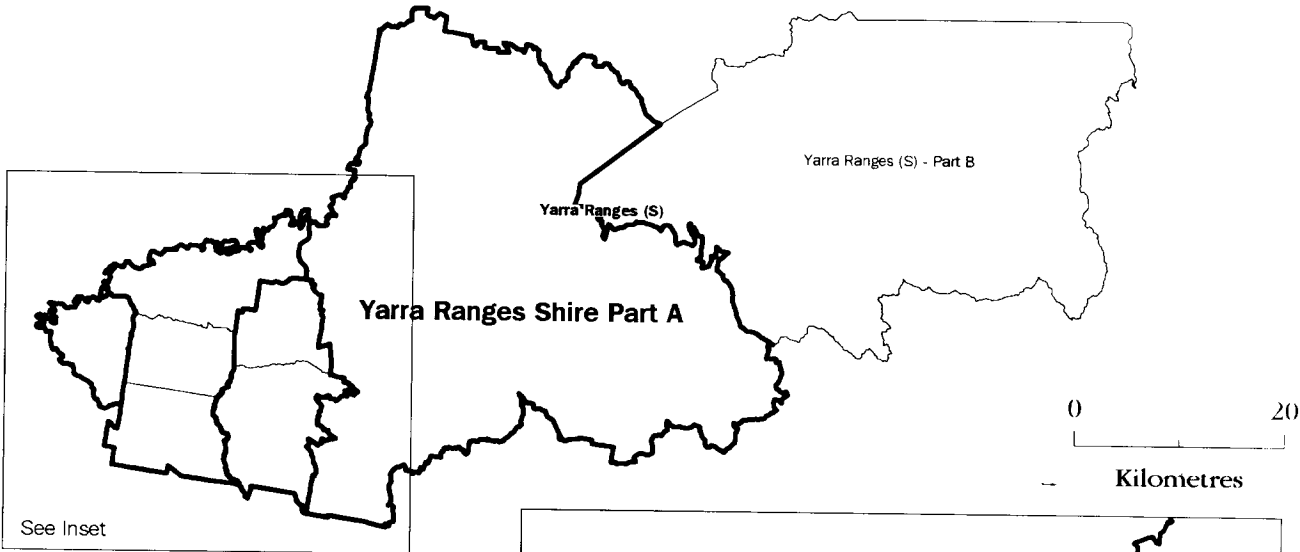 Yarra Ranges (S) - Part B
Yarra Ranges (S)
Yarra Ranges Shire Part A
0 20
Kilometres
See Inset